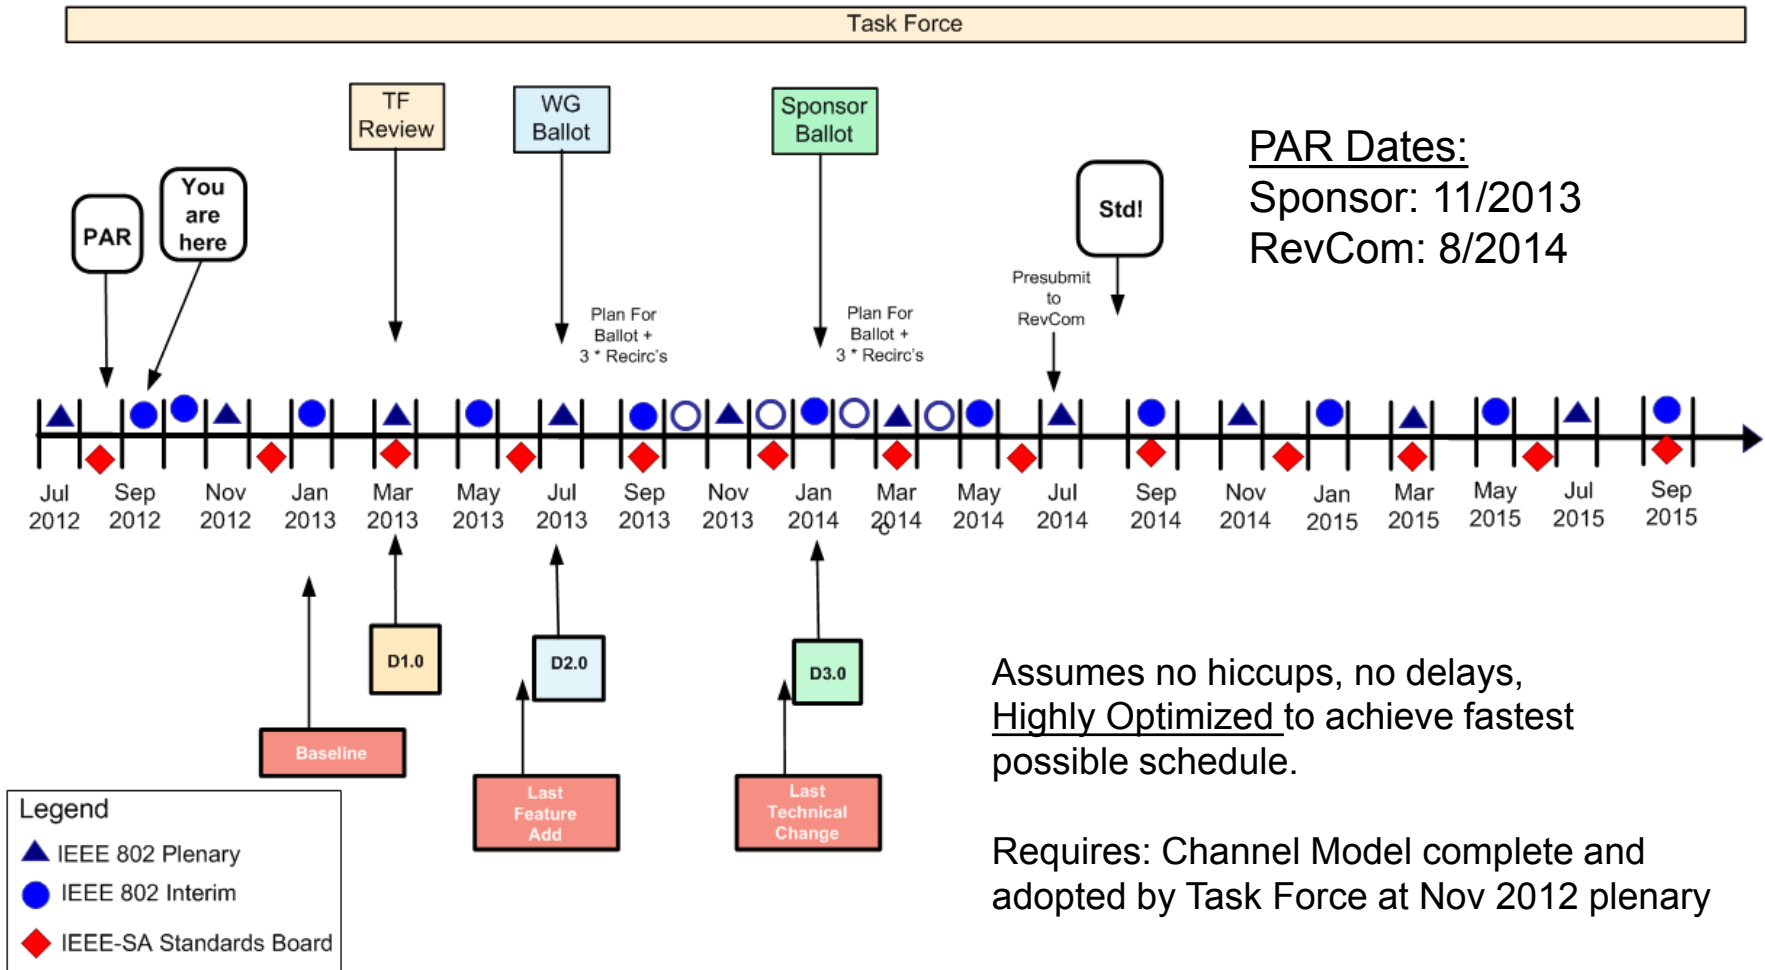 Task Force
TF
Review
WG
Ballot
Sponsor
Ballot
PAR Dates:
Sponsor: 11/2013
RevCom: 8/2014
PAR
You
are
here
Std!
Presubmit
to
RevCom
Plan For
Ballot +
3 * Recirc's
Plan For
Ballot +
3 * Recirc's
Jul
2012
Sep
2012
Nov
2012
Jan
2013
Mar
2013
May
2013
Jul
2013
Sep
2013
Nov
2013
Jan
2014
Mar
2014
c
May
2014
Jul
2014
Sep
2014
Nov
2014
Jan
2015
Mar
2015
May
2015
Jul
2015
Sep
2015
D1.0
D2.0
D3.0
Baseline
Last
Feature
Add
Last
Technical
Change
Assumes no hiccups, no delays,
Highly Optimized to achieve fastest
possible schedule.
Requires: Channel Model complete and
adopted by Task Force at Nov 2012 plenary
Legend
IEEE 802 Plenary
IEEE 802 Interim
IEEE-SA Standards Board